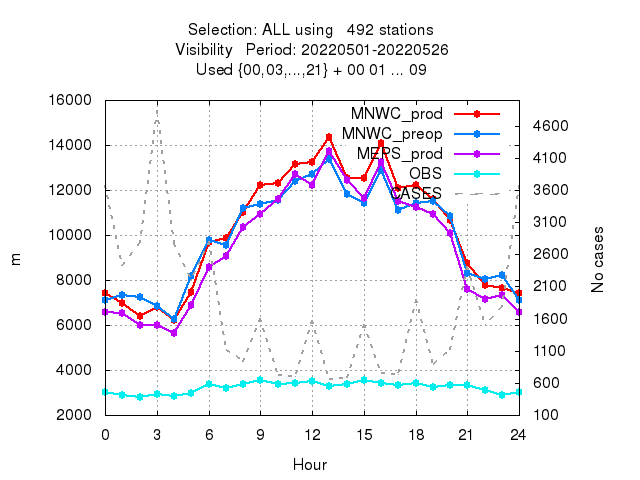 Selection: ALL using   492 stations
Visibility   Period: 20220501-20220526
Used {00,03,...,21} + 00 01 ... 09
MNWC_prod
MNWC_preop
MEPS_prod
OBS
CASES
16000
14000
12000
10000
8000
6000
4000
2000
m
4600
4100
3600
3100
2600
2100
1600
1100
600
100
No cases
0 3 6 9 12 15 18 21 24
Hour